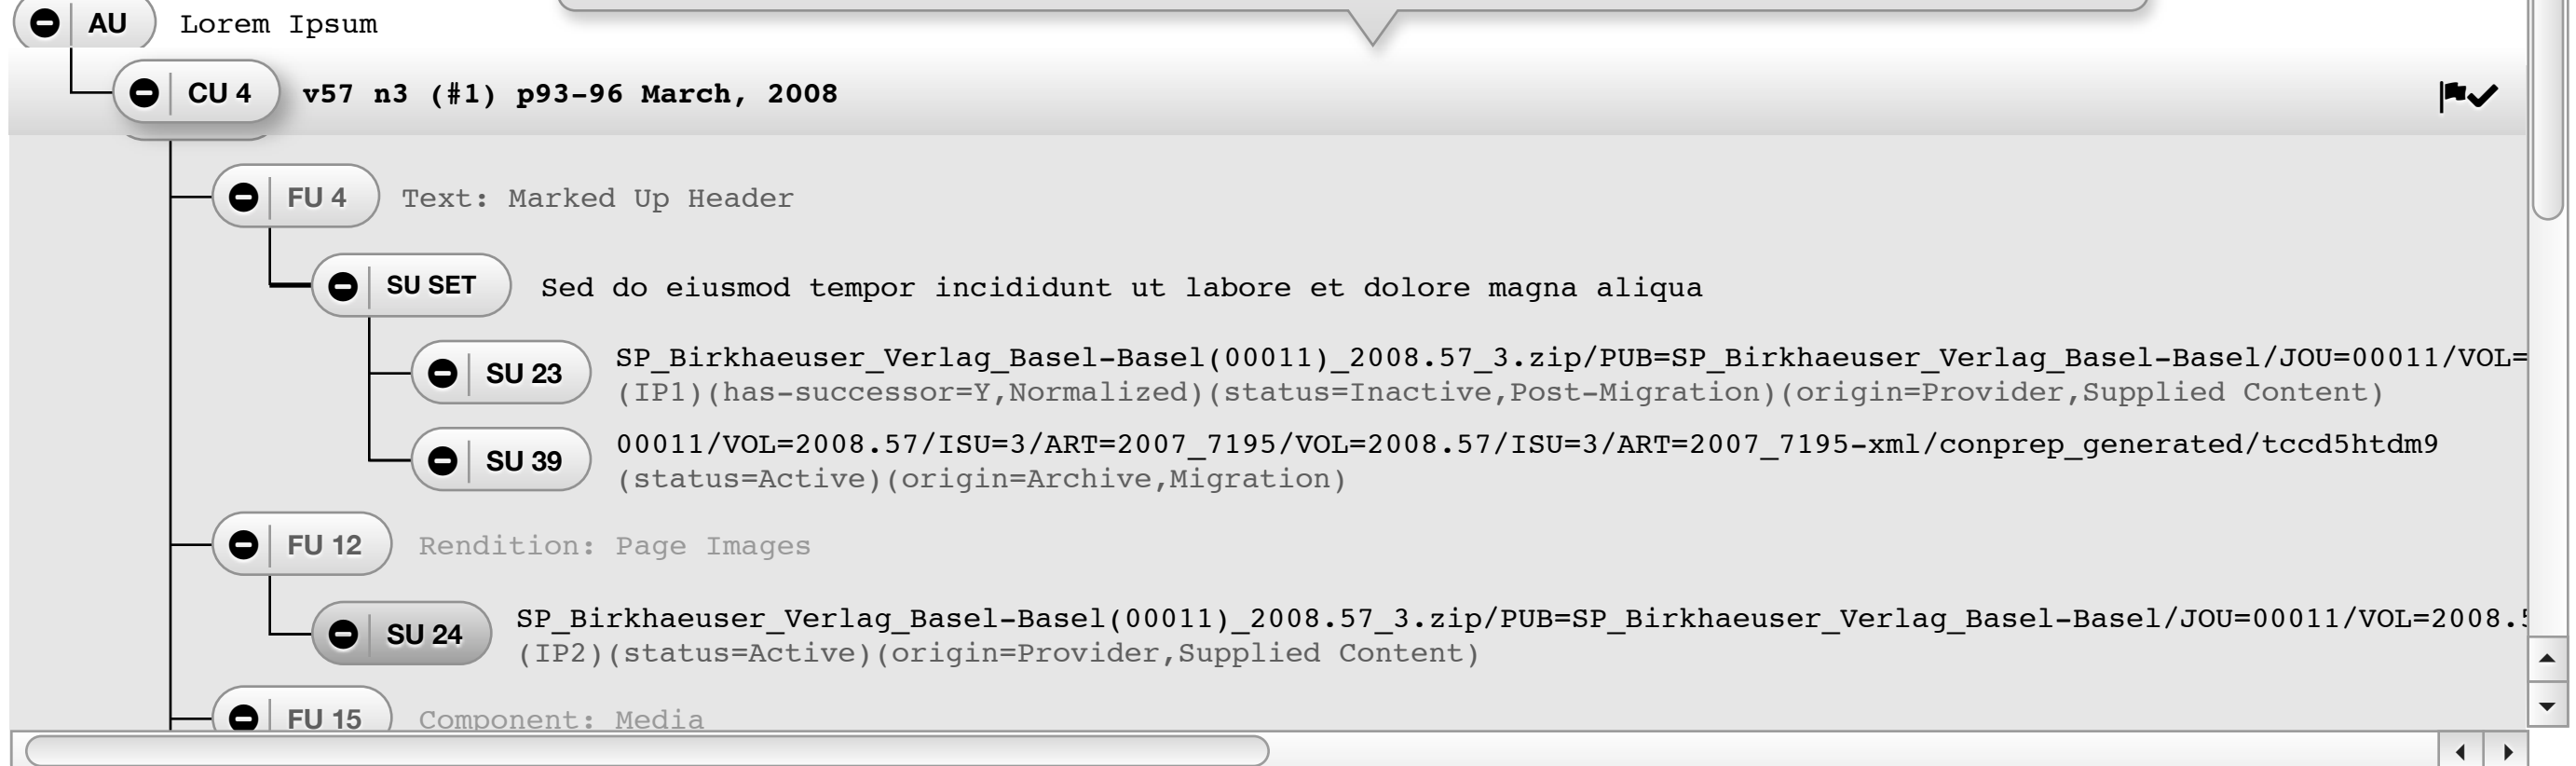 AU Lorem Ipsum
CU 4 v57 n3 (#1) p93-96 March, 2008
FU 4 Text: Marked Up Header
SU SET Sed do eiusmod tempor incididunt ut labore et dolore magna aliqua
SU 23 SP_Birkhaeuser_Verlag_Basel-Basel(00011)_2008.57_3.zip/PUB=SP_Birkhaeuser_Verlag_Basel-Basel/JOU=00011/VOL=
(IP1)(has-successor=Y,Normalized)(status=Inactive,Post-Migration)(origin=Provider,Supplied Content)
SU 39 00011/VOL=2008.57/ISU=3/ART=2007_7195/VOL=2008.57/ISU=3/ART=2007_7195-xml/conprep_generated/tccd5htdm9
(status=Active)(origin=Archive,Migration)
FU 12 Rendition: Page Images
SU 24 SP_Birkhaeuser_Verlag_Basel-Basel(00011)_2008.57_3.zip/PUB=SP_Birkhaeuser_Verlag_Basel-Basel/JOU=00011/VOL=2008.5
(IP2)(status=Active)(origin=Provider,Supplied Content)
FU 15 Component: Media